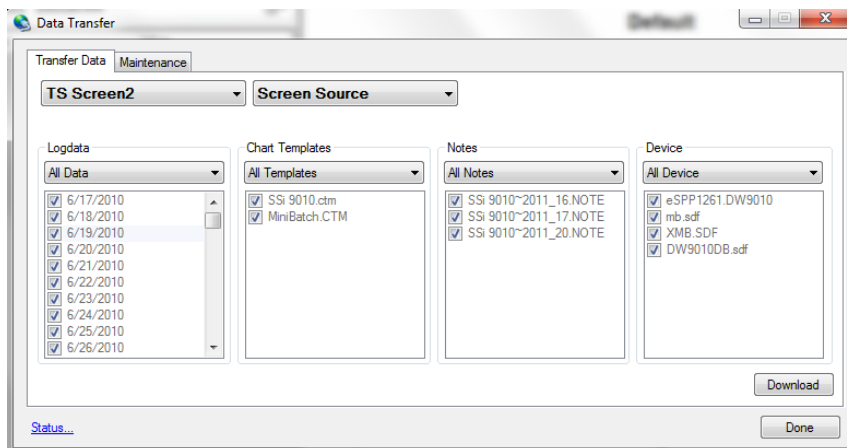 Default
Data Transfer
Transfer Data
Maintenance
TS Screen2
Screen Source
Logdata
All Data
6/17/2010
6/18/2010
6/19/2010
6/20/2010
6/21/2010
6/22/2010
6/23/2010
6/24/2010
6/25/2010
6/26/2010
Chart Templates
All Templates
SSi 9010.ctm
MiniBatch.CTM
Notes
All Notes
SSi 9010~2011_16.NOTE
SSi 9010~2011_17.NOTE
SSi 9010~2011_20.NOTE
Device
All Device
eSPP1261.DW9010
mb.sdf
XMB.SDF
DW9010DB.sdf
Download
Status...
Done